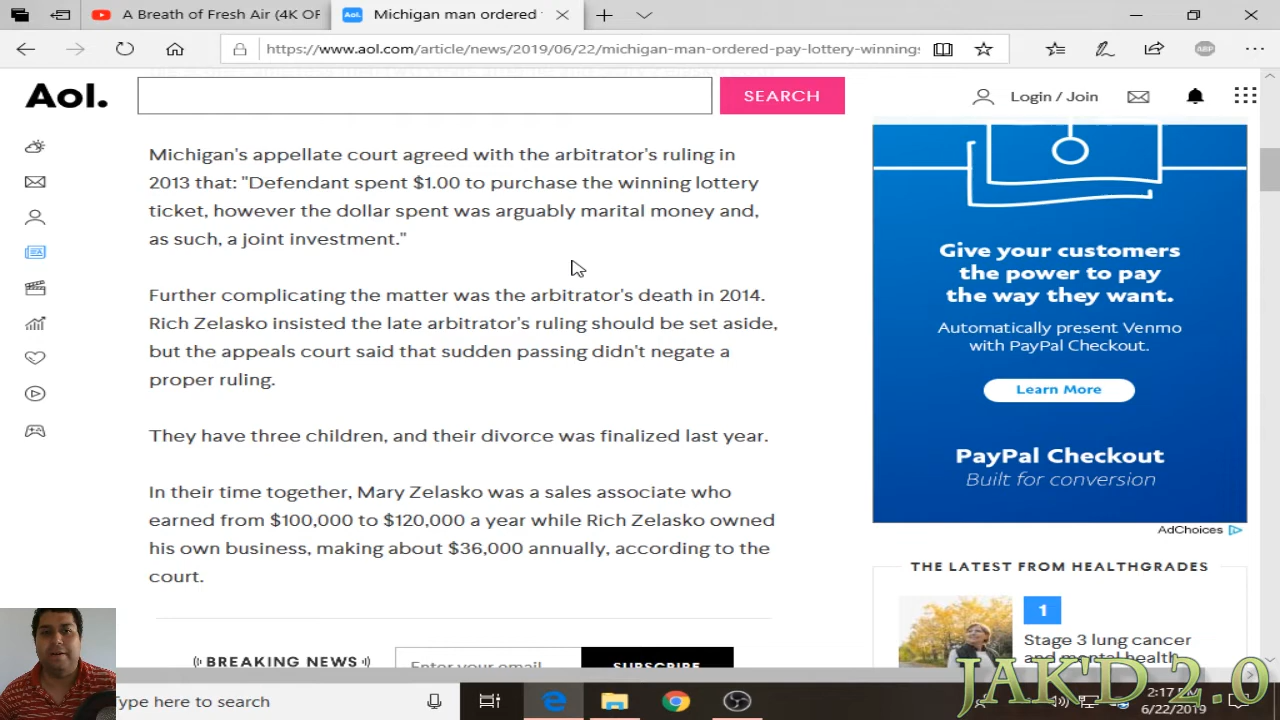 A Breath of Fresh Air (4K OF
Aol.
Michigan man ordered
https://www.aol.com/article/news/2019/06/22/michigan-man-ordered-pay-lottery-winnings
ABP
Aol.
SEARCH
Login / Join
Michigan's appellate court agreed with the arbitrator's ruling in
2013 that: "Defendant spent $1.00 to purchase the winning lottery
ticket, however the dollar spent was arguably marital money and,
as such, a joint investment."
Further complicating the matter was the arbitrator's death in 2014.
Rich Zelasko insisted the late arbitrator's ruling should be set aside,
but the appeals court said that sudden passing didn't negate a
proper ruling.
They have three children, and their divorce was finalized last year.
In their time together, Mary Zelasko was a sales associate who
earned from $100,000 to $120,000 a year while Rich Zelasko owned
his own business, making about $36,000 annually, according to the
court.
BREAKING NEWS
Enter your email
SUBSCRIBE
Give your customers
the power to pay
the way they want.
Automatically present Venmo
with PayPal Checkout.
Learn More
PayPal Checkout
Built for conversion
AdChoices
THE LATEST FROM HEALTHGRADES
1
Stage 3 lung cancer
and mental health
JAK'D 2.0
Type here to search
2:17 PM
6/22/2019